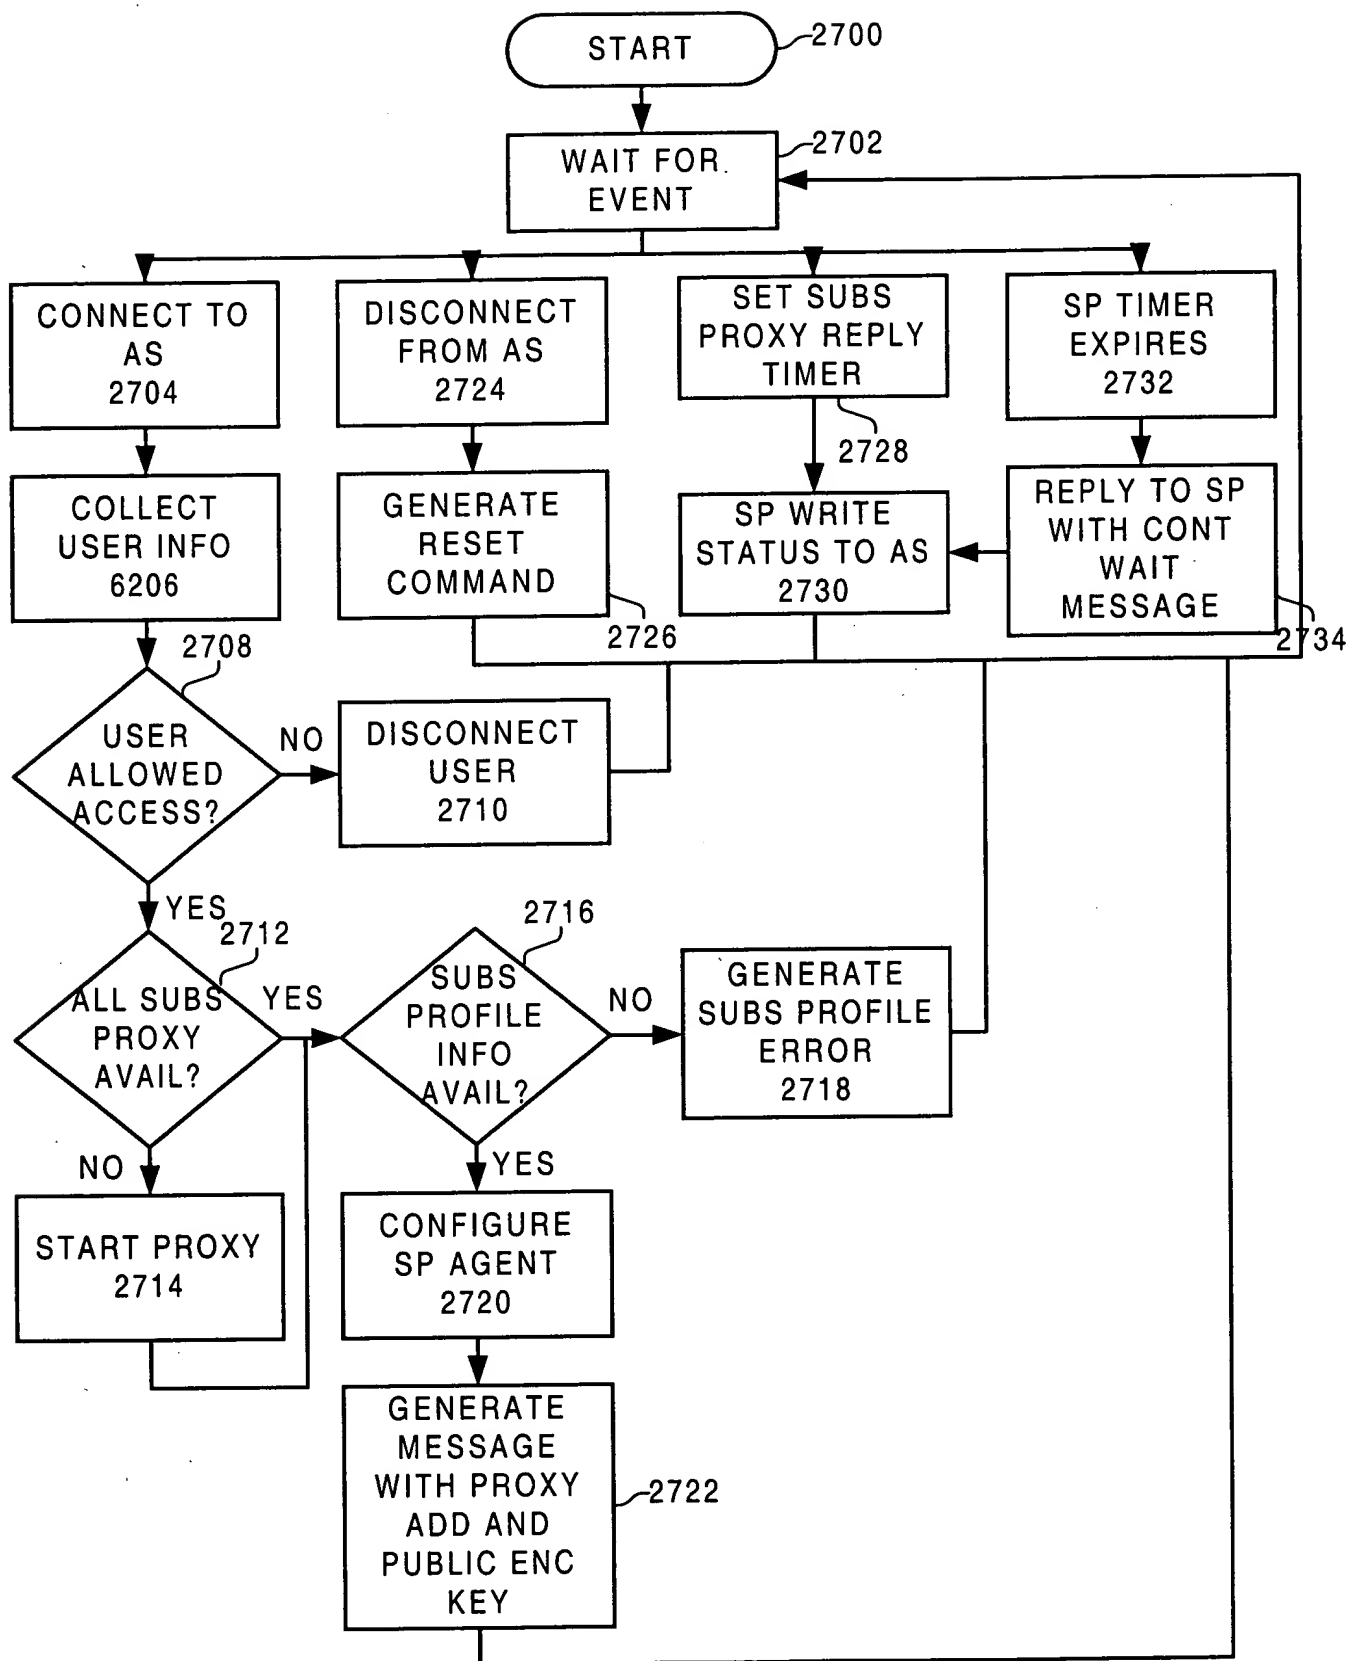 START
2700
WAIT FOR
EVENT
2702
CONNECT TO
AS
2704
DISCONNECT
FROM AS
2724
SET SUBS
PROXY REPLY
TIMER
2728
SP TIMER
EXPIRES
2732
COLLECT
USER INFO
6206
GENERATE
RESET
COMMAND
2726
SP WRITE
STATUS TO AS
2730
REPLY TO SP
WITH CONT
WAIT
MESSAGE
2734
2708
USER
ALLOWED
ACCESS?
NO
DISCONNECT
USER
2710
YES
2712
ALL SUBS
PROXY
AVAIL?
YES
2716
SUBS
PROFILE
INFO
AVAIL?
NO
GENERATE
SUBS PROFILE
ERROR
2718
NO
START PROXY
2714
YES
CONFIGURE
SP AGENT
2720
GENERATE
MESSAGE
WITH PROXY
ADD AND
PUBLIC ENC
KEY
2722